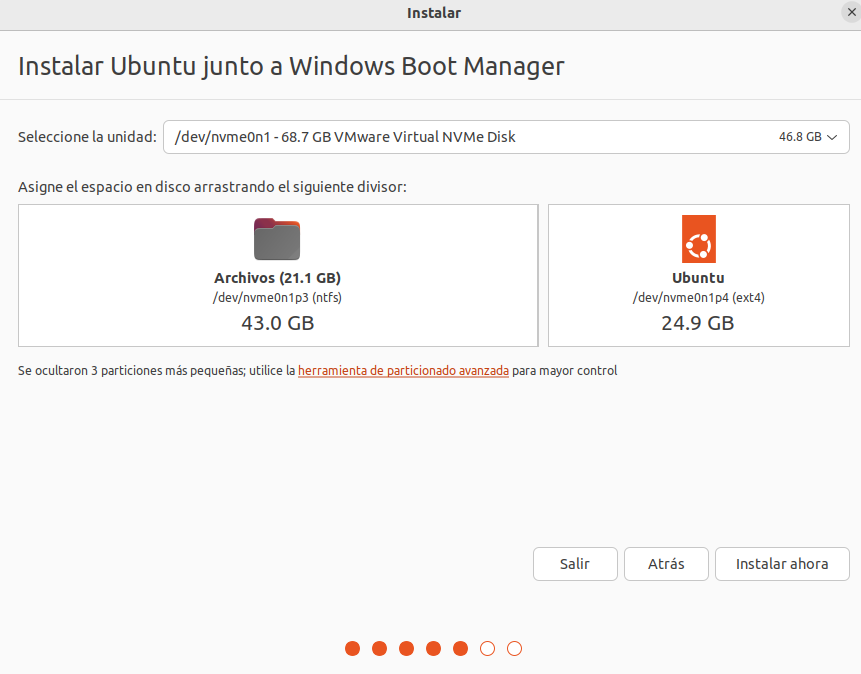 Instalar
Instalar Ubuntu junto a Windows Boot Manager
Seleccione la unidad: /dev/nvme0n1 - 68.7 GB VMware Virtual NVMe Disk 46.8 GB
Asigne el espacio en disco arrastrando el siguiente divisor:
Archivos (21.1 GB)
/dev/nvme0n1p3 (ntfs)
43.0 GB
Ubuntu
/dev/nvme0n1p4 (ext4)
24.9 GB
Se ocultaron 3 particiones más pequeñas; utilice la herramienta de particionado avanzada para mayor control
Salir Atrás Instalar ahora